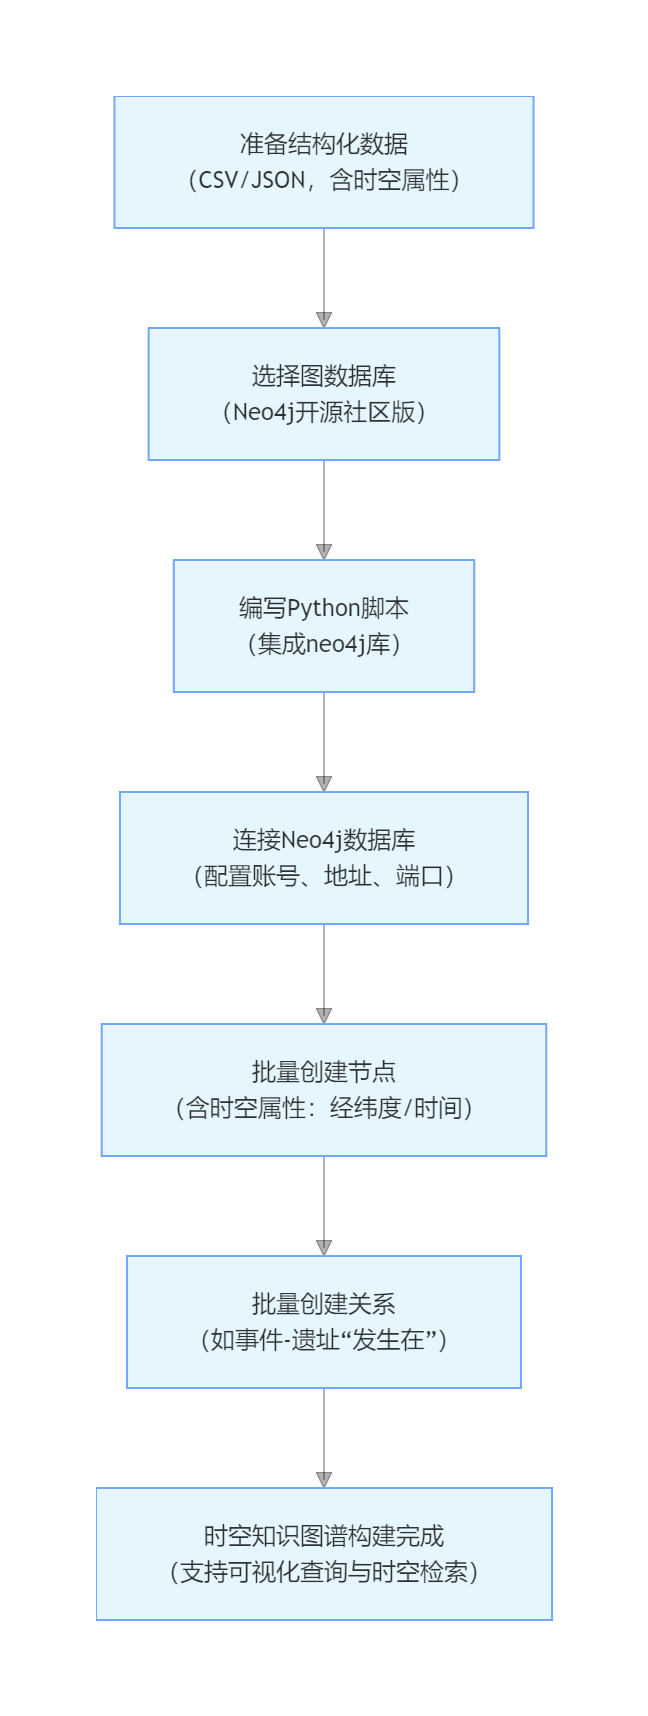 准备结构化数据
（CSV/JSON，含时空属性）
选择图数据库
（Neo4j开源社区版）
编写Python脚本
（集成neo4j库）
连接Neo4j数据库
（配置账号、地址、端口）
批量创建节点
（含时空属性：经纬度/时间）
批量创建关系
（如事件-遗址“发生在”）
时空知识图谱构建完成
（支持可视化查询与时空检索）